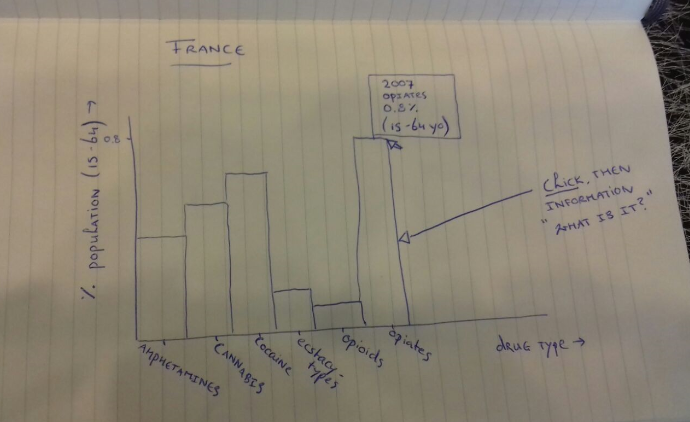 FRANCE
2007
OPIATES
0.8%
(15-64 yo)
% population (15-64) →
0.8
Click, THEN
INFORMATION
"WHAT IS IT?"
AMPHETAMINES
CANNABIS
COCAINE
ecstacy-
types
opioids
opiates
drug type →